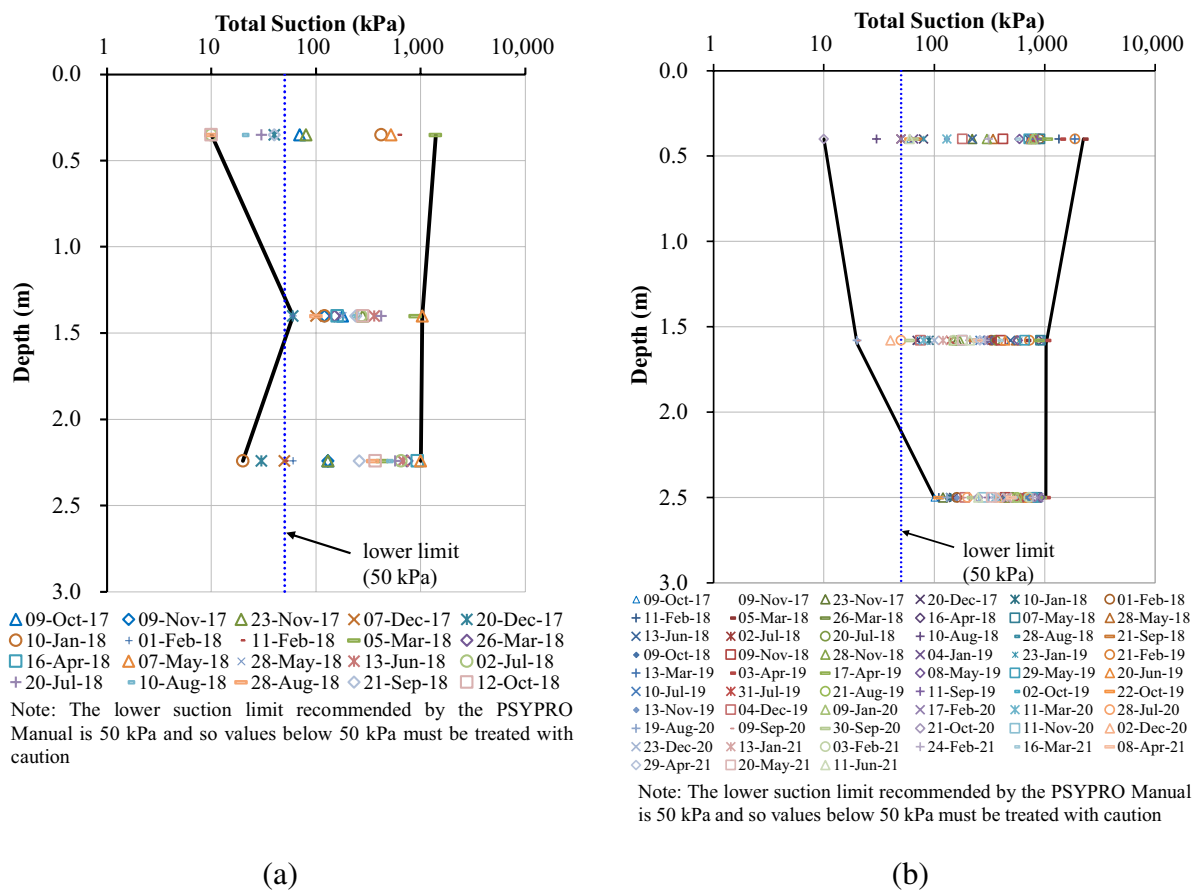 Total Suction (kPa)
1 10 100 1,000 10,000
0.0
0.5
1.0
1.5
2.0
2.5
3.0
Depth (m)
lower limit
(50 kPa)
09-Oct-17 09-Nov-17 23-Nov-17 07-Dec-17 20-Dec-17
10-Jan-18 01-Feb-18 11-Feb-18 05-Mar-18 26-Mar-18
16-Apr-18 07-May-18 28-May-18 13-Jun-18 02-Jul-18
20-Jul-18 10-Aug-18 28-Aug-18 21-Sep-18 12-Oct-18
Note: The lower suction limit recommended by the PSYPRO
Manual is 50 kPa and so values below 50 kPa must be treated with
caution
(a)
Total Suction (kPa)
1 10 100 1,000 10,000
0.0
0.5
1.0
1.5
2.0
2.5
3.0
Depth (m)
lower limit
(50 kPa)
09-Oct-17 09-Nov-17 23-Nov-17 20-Dec-17 10-Jan-18 01-Feb-18
11-Feb-18 05-Mar-18 26-Mar-18 16-Apr-18 07-May-18 28-May-18
13-Jun-18 02-Jul-18 20-Jul-18 10-Aug-18 28-Aug-18 21-Sep-18
09-Oct-18 09-Nov-18 28-Nov-18 04-Jan-19 23-Jan-19 21-Feb-19
13-Mar-19 03-Apr-19 17-Apr-19 08-May-19 29-May-19 20-Jun-19
10-Jul-19 31-Jul-19 21-Aug-19 11-Sep-19 02-Oct-19 22-Oct-19
13-Nov-19 04-Dec-19 09-Jan-20 17-Feb-20 11-Mar-20 28-Jul-20
19-Aug-20 09-Sep-20 30-Sep-20 21-Oct-20 11-Nov-20 02-Dec-20
23-Dec-20 13-Jan-21 03-Feb-21 24-Feb-21 16-Mar-21 08-Apr-21
29-Apr-21 20-May-21 11-Jun-21
Note: The lower suction limit recommended by the PSYPRO Manual
is 50 kPa and so values below 50 kPa must be treated with caution
(b)